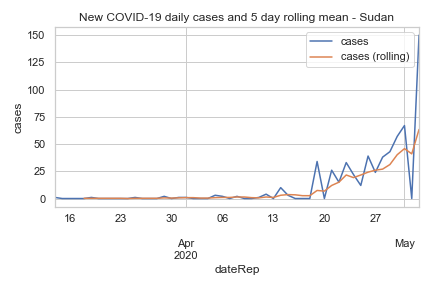 New COVID-19 daily cases and 5 day rolling mean - Sudan
cases
cases (rolling)
150
125
100
75
50
25
0
cases
16 23 30 06 13 20 27
Apr May
2020
dateRep